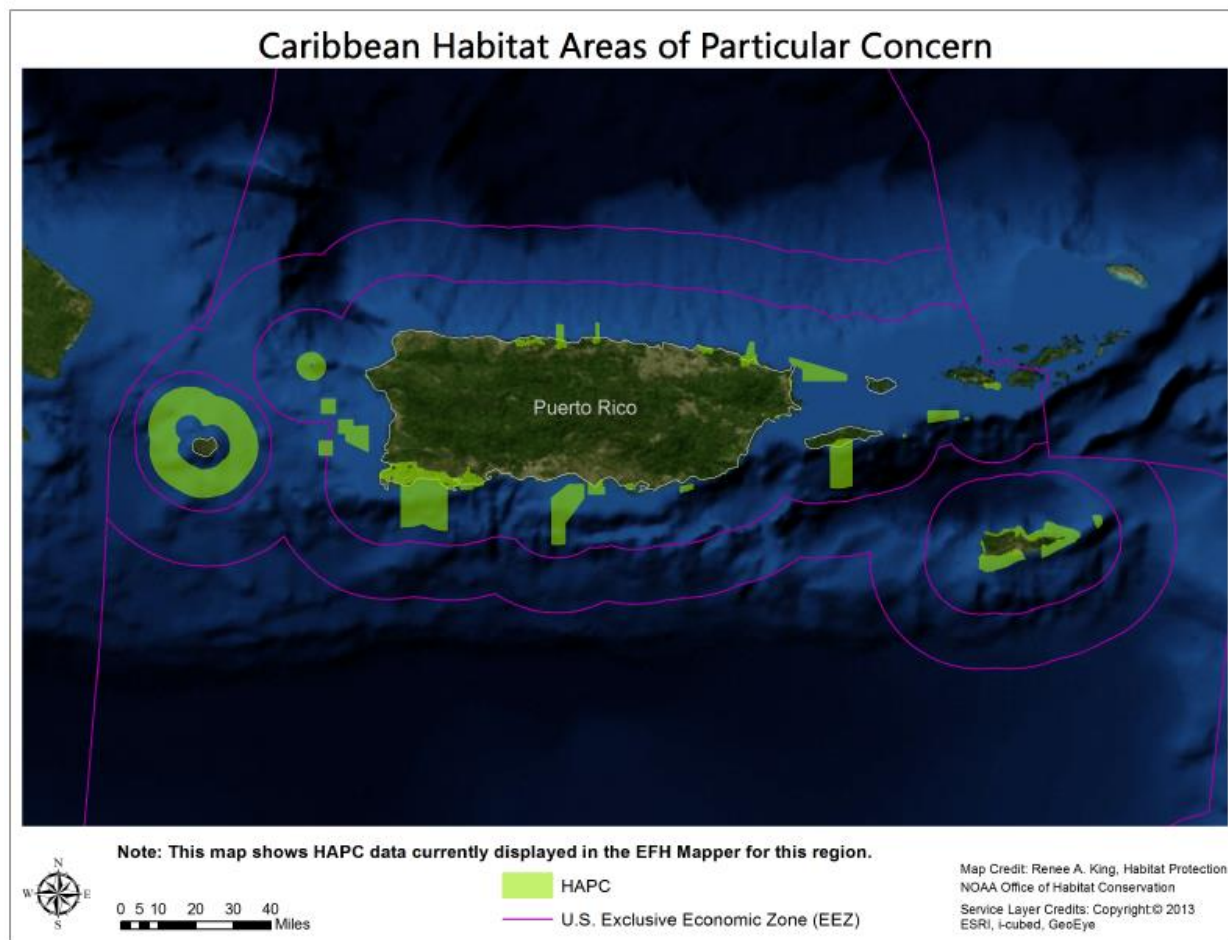 Caribbean Habitat Areas of Particular Concern
Puerto Rico
Note: This map shows HAPC data currently displayed in the EFH Mapper for this region.
N
W
E
S
0 5 10 20 30 40
Miles
HAPC
U.S. Exclusive Economic Zone (EEZ)
Map Credit: Renee A. King, Habitat Protection
NOAA Office of Habitat Conservation
Service Layer Credits: Copyright:© 2013
ESRI, i-cubed, GeoEye